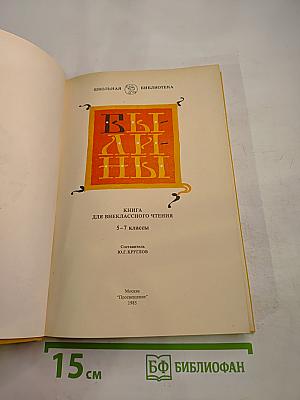 ШКОЛЬНАЯ БИБЛИОТЕКА
БЫ-
ЛИ-
НЫ
КНИГА
ДЛЯ ВНЕКЛАССНОГО ЧТЕНИЯ
5–7 классы
Составитель
Ю.Г.КРУГЛОВ
Москва
"Просвещение"
1985
15 см
БФ БИБЛИОФАН